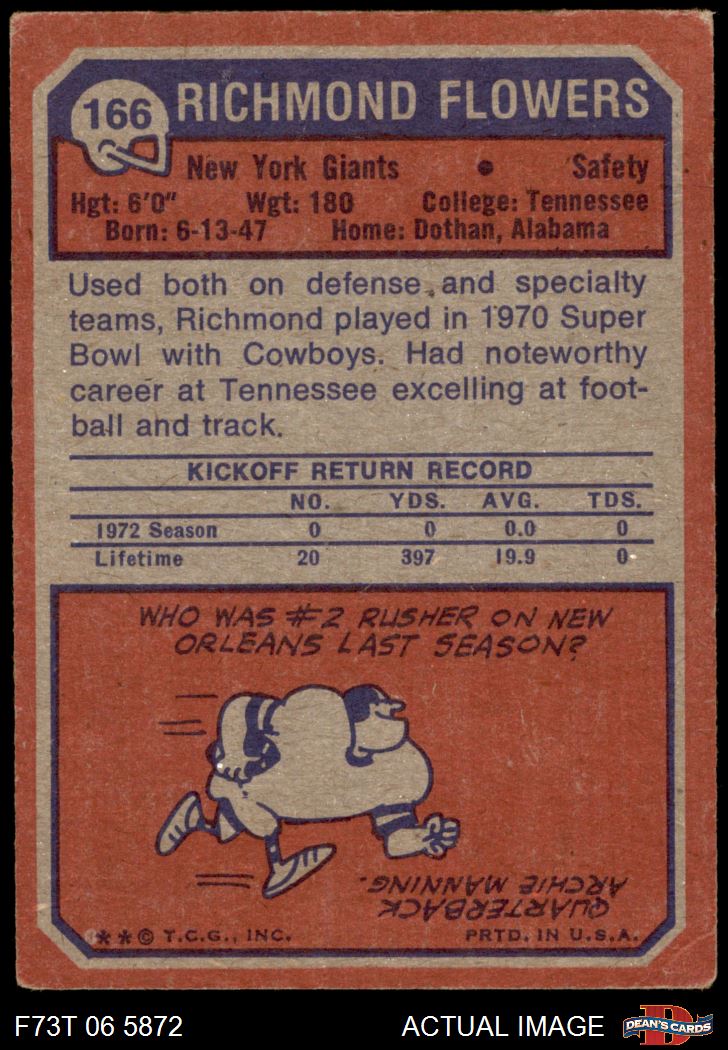 166 RICHMOND FLOWERS
New York Giants • Safety
Hgt: 6'0" Wgt: 180 College: Tennessee
Born: 6-13-47 Home: Dothan, Alabama
Used both on defense and specialty
teams, Richmond played in 1970 Super
Bowl with Cowboys. Had noteworthy
career at Tennessee excelling at foot-
ball and track.
KICKOFF RETURN RECORD
NO. YDS. AVG. TDS.
1972 Season 0 0 0.0 0
Lifetime 20 397 19.9 0
WHO WAS #2 RUSHER ON NEW
ORLEANS LAST SEASON?
QUARTERBACK
ARCHIE MANNING.
** © T.C.G., INC. PRTD. IN U.S.A.
F73T 06 5872 ACTUAL IMAGE D DEAN'S CARDS